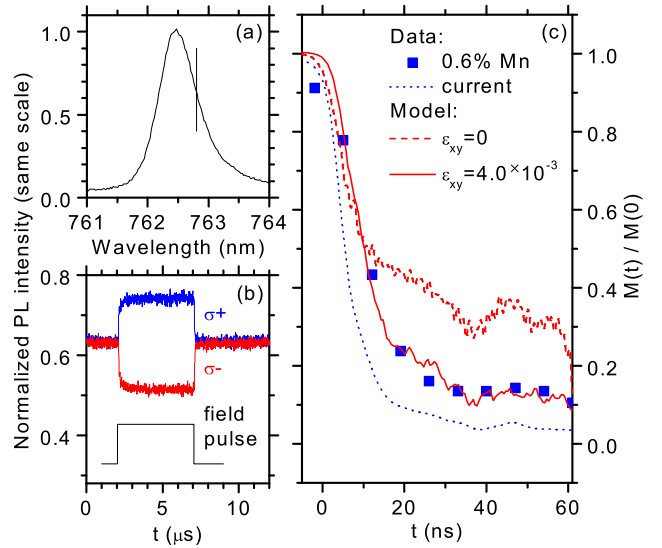 Normalized PL intensity (same scale)
(a)
1.0
0.5
0.0
761 762 763 764
Wavelength (nm)
(b)
0.8
0.6
0.4
σ+
σ-
field
pulse
0 4 8 12
t (μs)
(c)
Data:
0.6% Mn
current
Model:
εxy=0
εxy=4.0×10⁻³
1.0
0.8
0.6
0.4
0.2
0.0
M(t) / M(0)
0 20 40 60
t (ns)